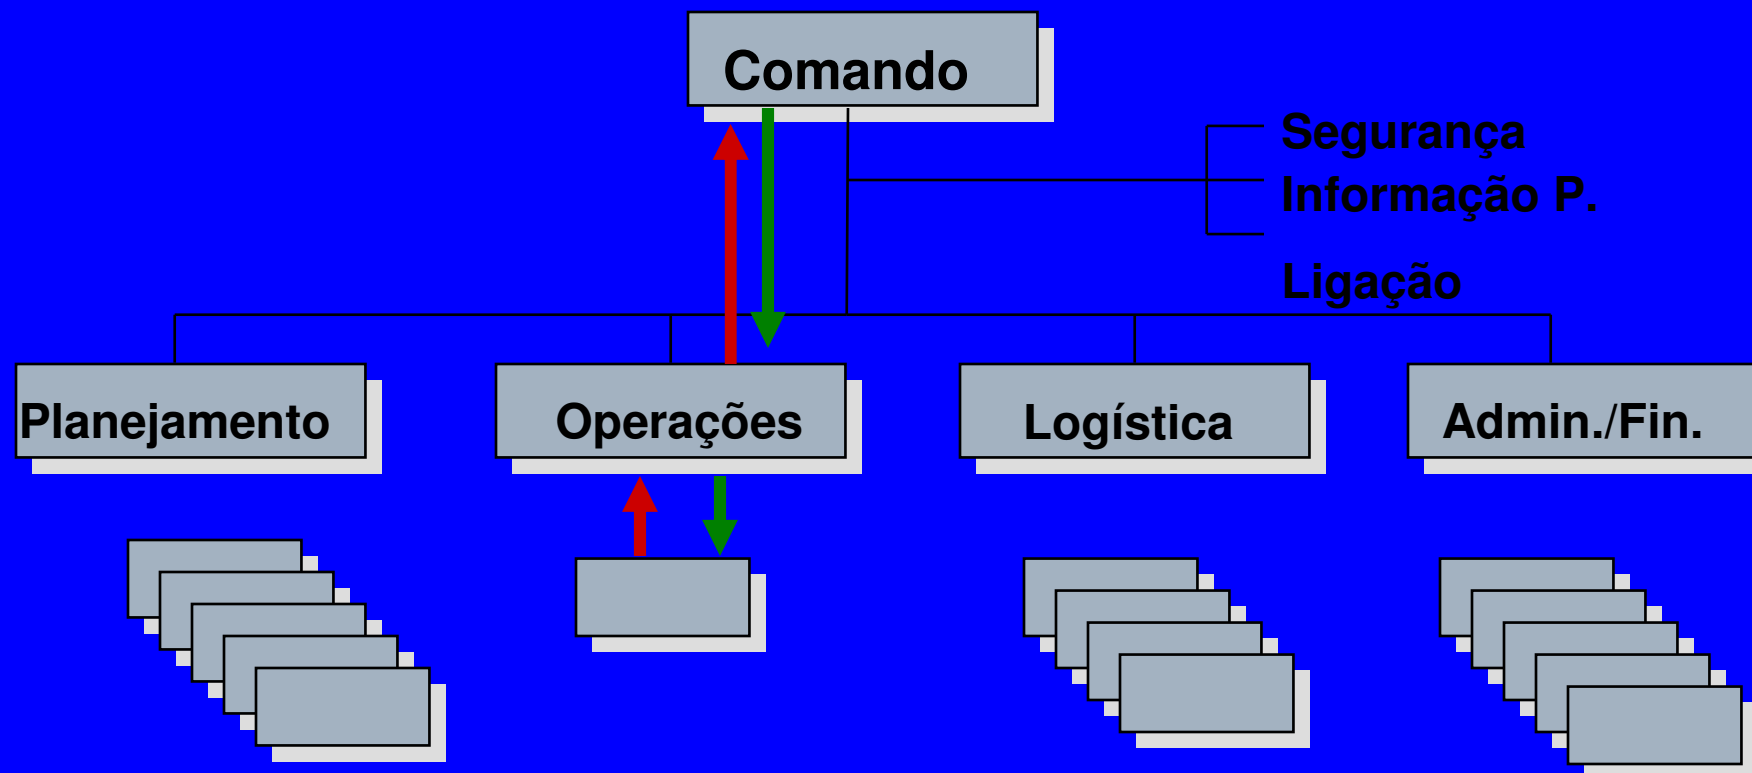 Comando
Segurança
Informação P.
Ligação
Planejamento
Operações
Logística
Admin./Fin.